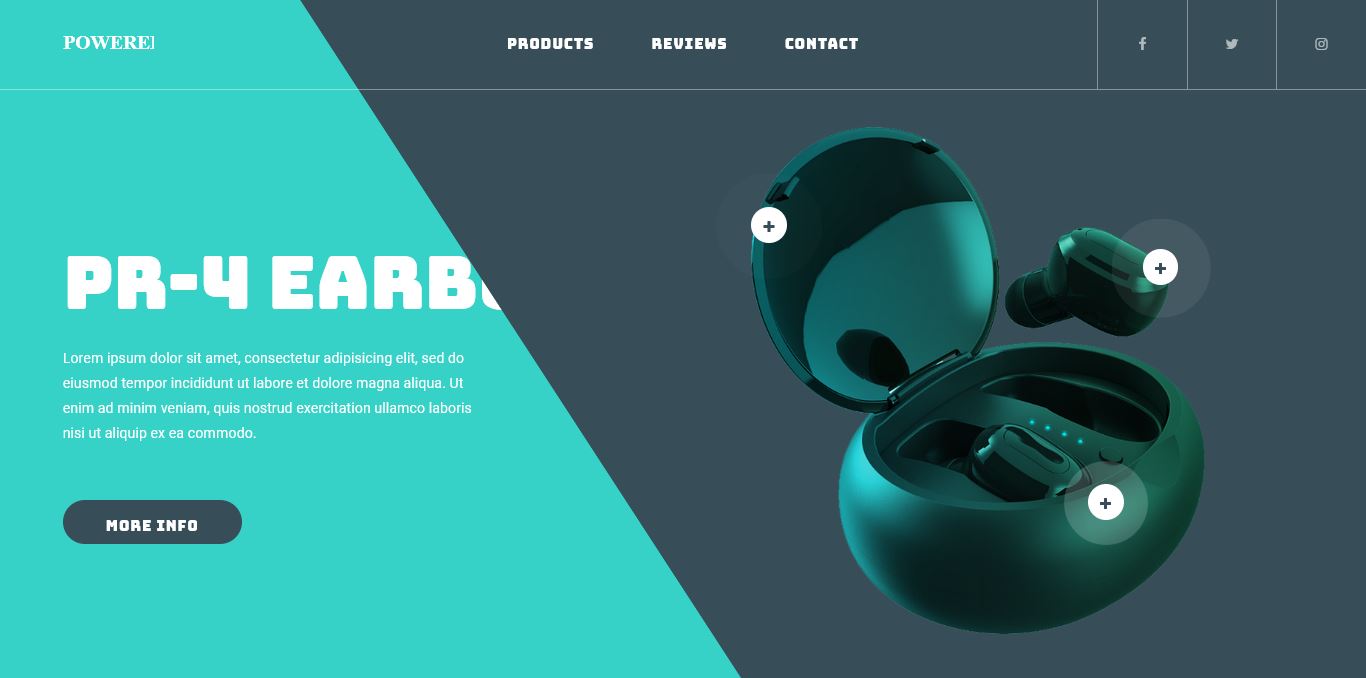 POWERE
PRODUCTS
REVIEWS
CONTACT
PR-4 EARB
Lorem ipsum dolor sit amet, consectetur adipisicing elit, sed do
eiusmod tempor incididunt ut labore et dolore magna aliqua. Ut
enim ad minim veniam, quis nostrud exercitation ullamco laboris
nisi ut aliquip ex ea commodo.
MORE INFO